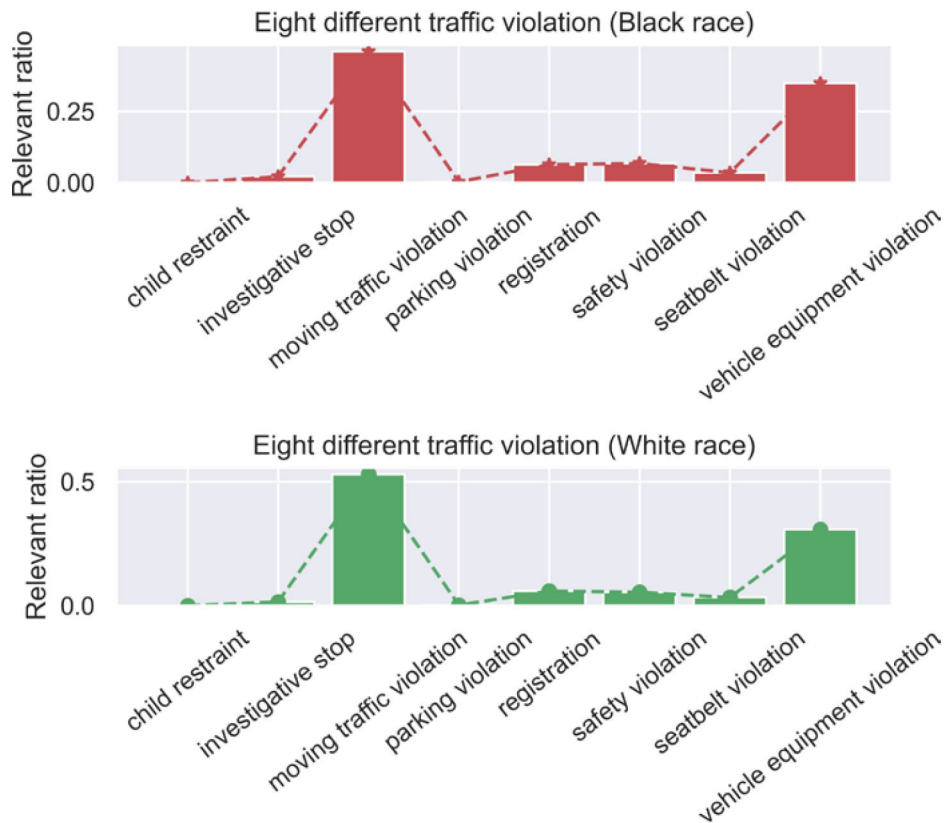 Eight different traffic violation (Black race)
Relevant ratio
0.25
0.00
child restraint
investigative stop
moving traffic violation
parking violation
registration
safety violation
seatbelt violation
vehicle equipment violation
Eight different traffic violation (White race)
Relevant ratio
0.5
0.0
child restraint
investigative stop
moving traffic violation
parking violation
registration
safety violation
seatbelt violation
vehicle equipment violation